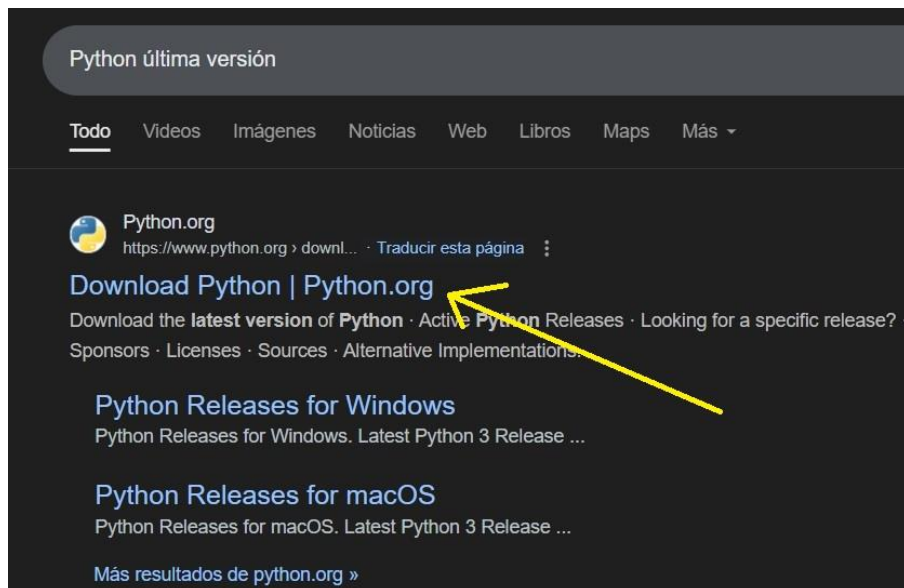 Python última versión
Todo Videos Imágenes Noticias Web Libros Maps Más
Python.org
https://www.python.org › downl... · Traducir esta página
Download Python | Python.org
Download the latest version of Python · Active Python Releases · Looking for a specific release? ·
Sponsors · Licenses · Sources · Alternative Implementations.
Python Releases for Windows
Python Releases for Windows. Latest Python 3 Release ...
Python Releases for macOS
Python Releases for macOS. Latest Python 3 Release ...
Más resultados de python.org »